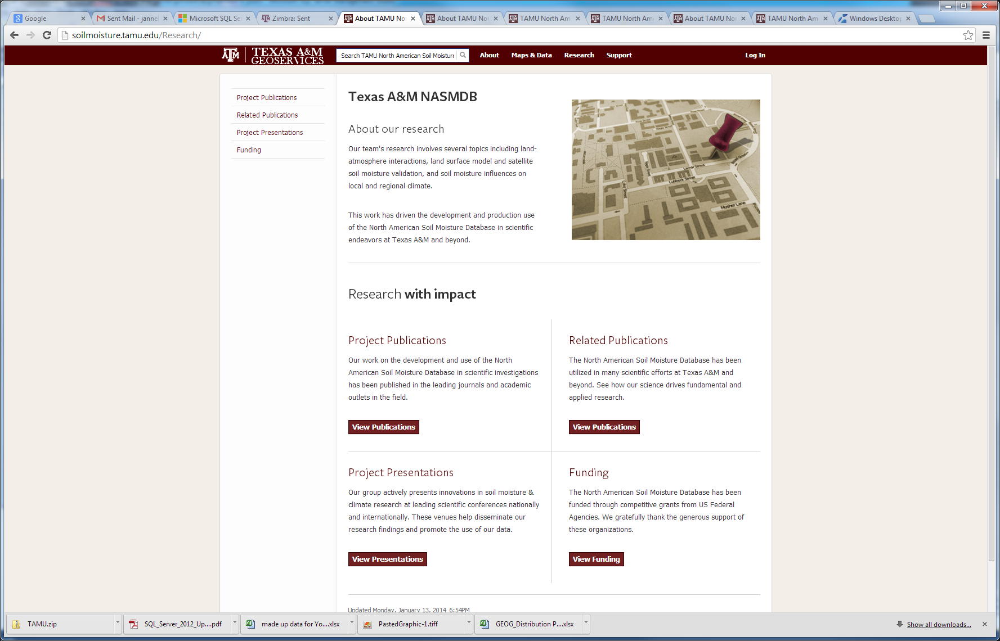 Google
Sent Mail - janne
Microsoft SQL Se
Zimbra: Sent
About TAMU No
About TAMU No
TAMU North Am
TAMU North Am
About TAMU No
TAMU North Am
Windows Desktop
soilmoisture.tamu.edu/Research/
TEXAS A&M
GEOSERVICES
Search TAMU North American Soil Moisture
About
Maps & Data
Research
Support
Log In
Project Publications
Related Publications
Project Presentations
Funding
Texas A&M NASMDB
About our research
Our team's research involves several topics including land-
atmosphere interactions, land surface model and satellite
soil moisture validation, and soil moisture influences on
local and regional climate.
This work has driven the development and production use
of the North American Soil Moisture Database in scientific
endeavors at Texas A&M and beyond.
Lamar Street
Lubbock Street
Mosher Lane
Research with impact
Project Publications
Our work on the development and use of the North
American Soil Moisture Database in scientific investigations
has been published in the leading journals and academic
outlets in the field.
View Publications
Related Publications
The North American Soil Moisture Database has been
utilized in many scientific efforts at Texas A&M and
beyond. See how our science drives fundamental and
applied research.
View Publications
Project Presentations
Our group actively presents innovations in soil moisture &
climate research at leading scientific conferences nationally
and internationally. These venues help disseminate our
research findings and promote the use of our data.
View Presentations
Funding
The North American Soil Moisture Database has been
funded through competitive grants from US Federal
Agencies. We gratefully thank the generous support of
these organizations.
View Funding
Updated Monday, January 13, 2014 6:54PM
TAMU.zip
SQL_Server_2012_Up....pdf
made up data for Yo....xlsx
PastedGraphic-1.tiff
GEOG_Distribution P....xlsx
Show all downloads...